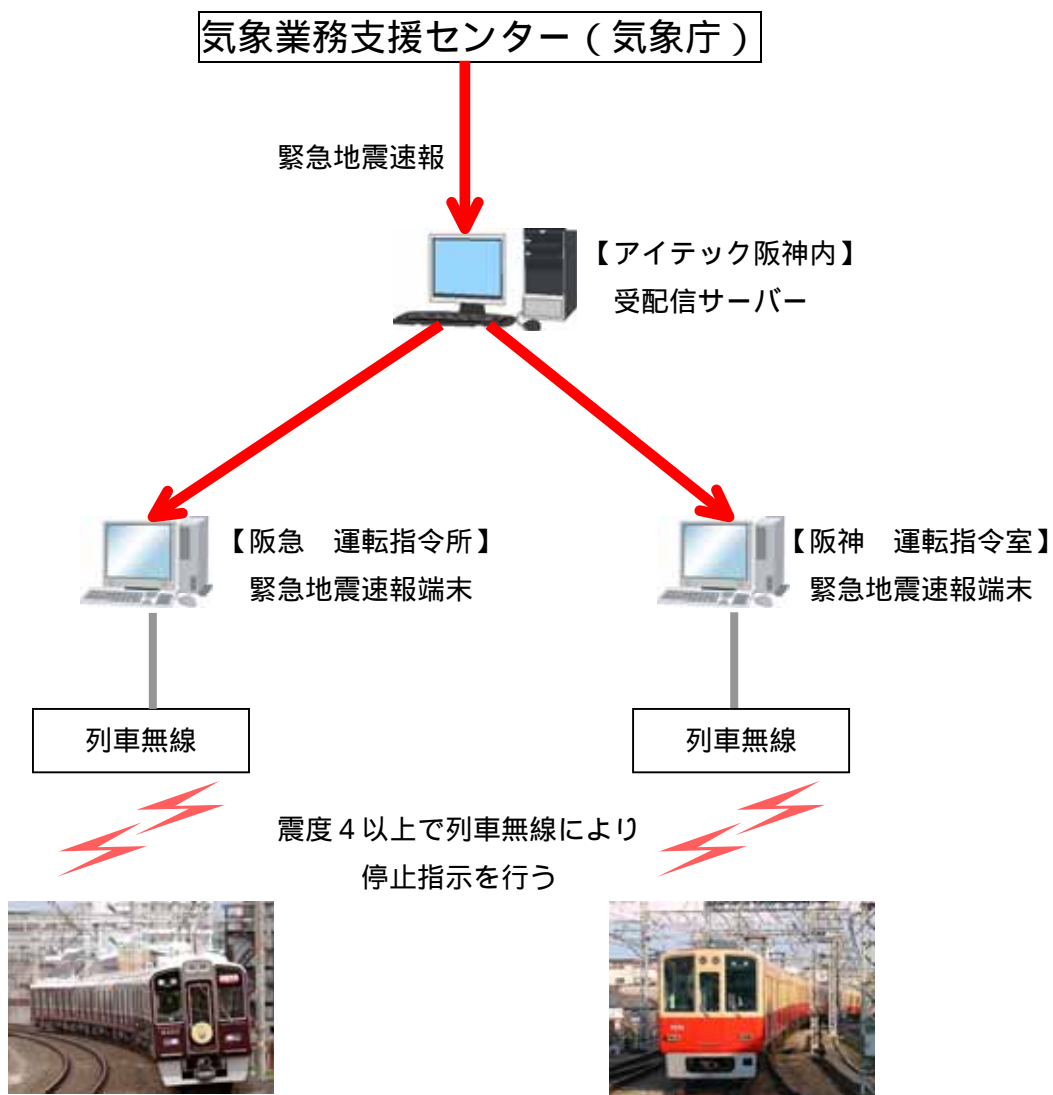 気象業務支援センター（気象庁）
緊急地震速報
【アイテック阪神内】
受配信サーバー
【阪急　運転指令所】
緊急地震速報端末
【阪神　運転指令室】
緊急地震速報端末
列車無線
列車無線
震度４以上で列車無線により
停止指示を行う